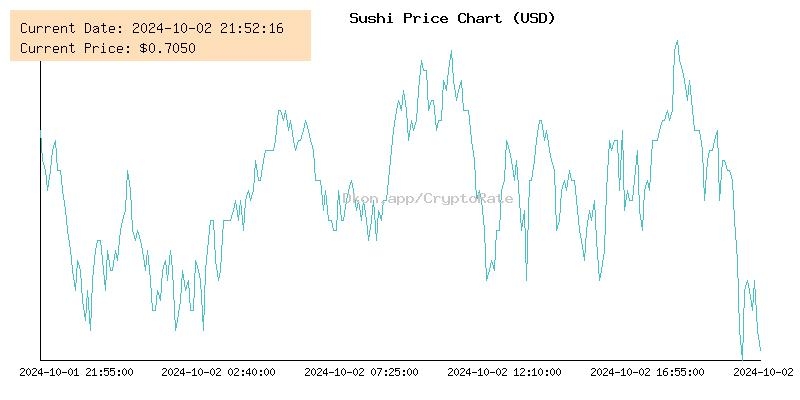 Sushi Price Chart (USD)
Current Date: 2024-10-02 21:52:16
Current Price: $0.7050
Dkon.app/CryptoRate
2024-10-01 21:55:00 2024-10-02 02:40:00 2024-10-02 07:25:00 2024-10-02 12:10:00 2024-10-02 16:55:00 2024-10-02